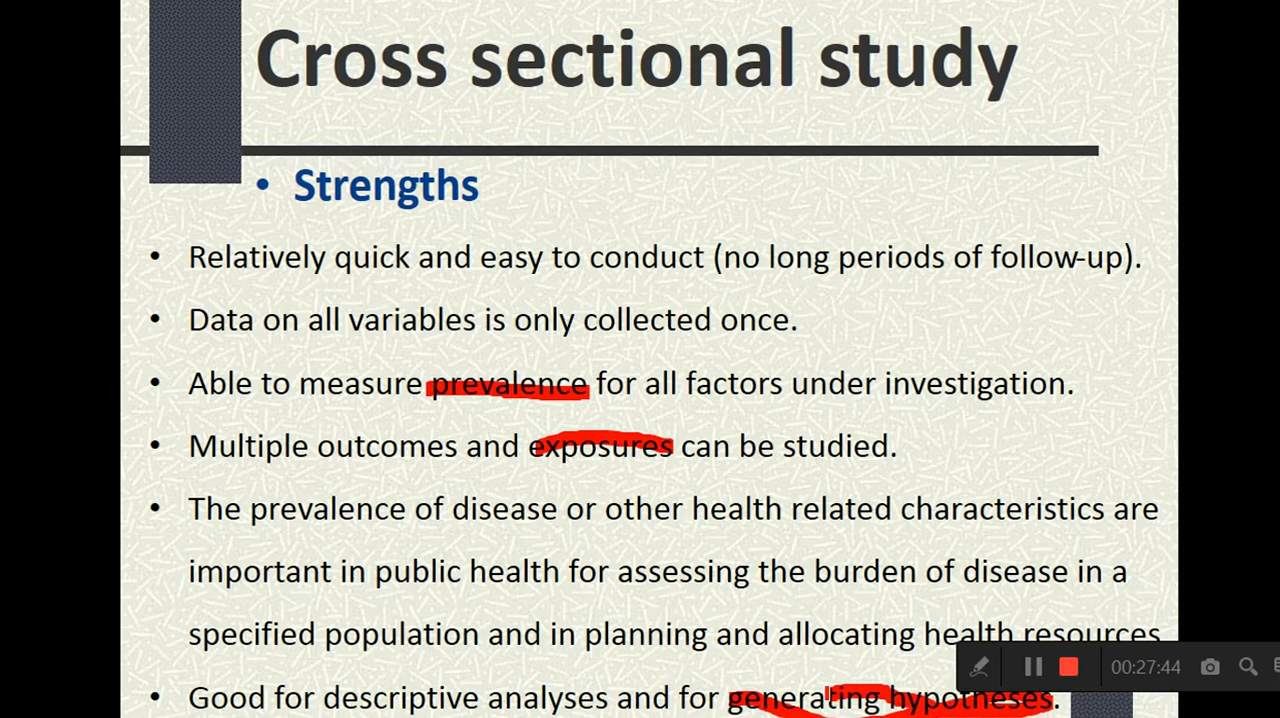 Cross sectional study
• Strengths
• Relatively quick and easy to conduct (no long periods of follow-up).
• Data on all variables is only collected once.
• Able to measure prevalence for all factors under investigation.
• Multiple outcomes and exposures can be studied.
• The prevalence of disease or other health related characteristics are
important in public health for assessing the burden of disease in a
specified population and in planning and allocating health resources
• Good for descriptive analyses and for generating hypotheses.
00:27:44